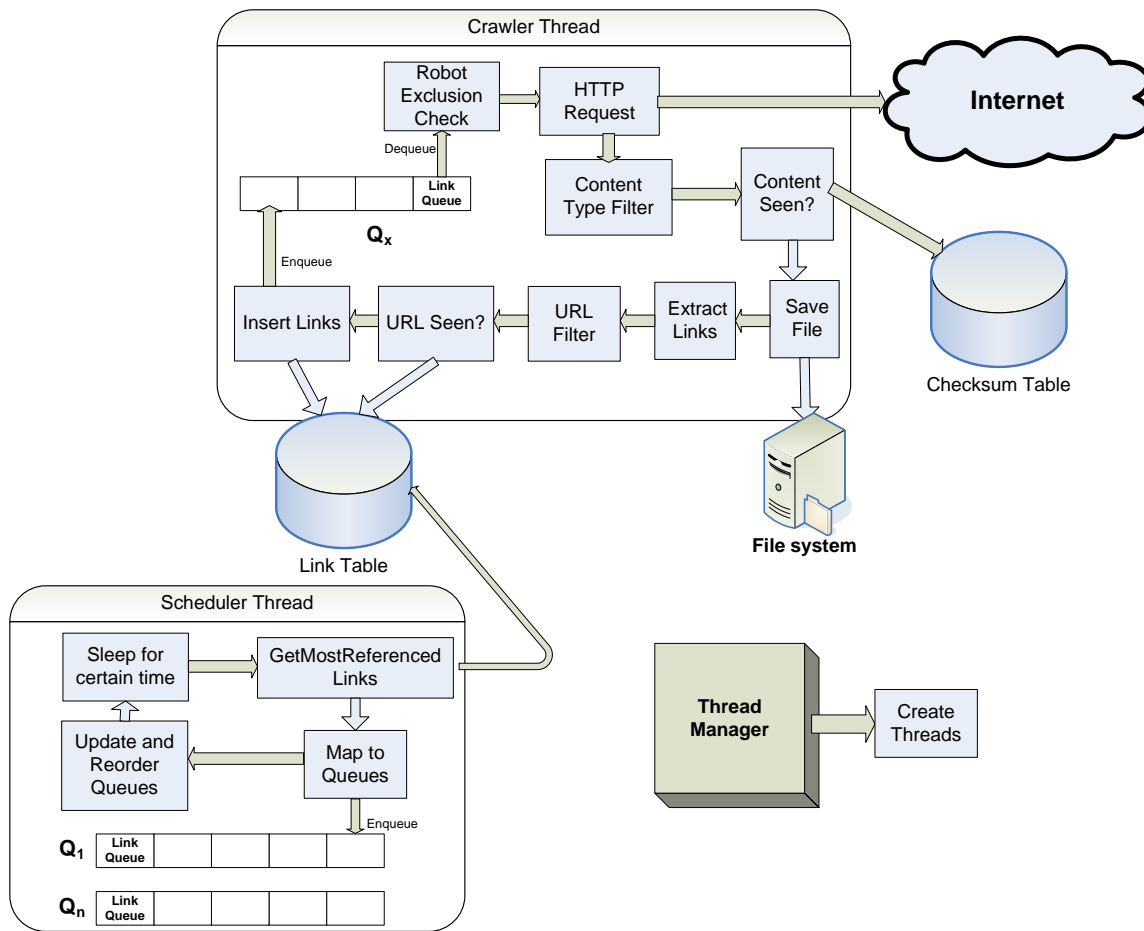 Crawler Thread
Robot
Exclusion
Check
HTTP
Request
Internet
Dequeue
Link
Queue
Content
Type Filter
Content
Seen?
Qx
Enqueue
Insert Links
URL Seen?
URL
Filter
Extract
Links
Save
File
Checksum Table
Link Table
File system
Scheduler Thread
Sleep for
certain time
GetMostReferenced
Links
Update and
Reorder
Queues
Map to
Queues
Enqueue
Q1
Link
Queue
Qn
Link
Queue
Thread
Manager
Create
Threads